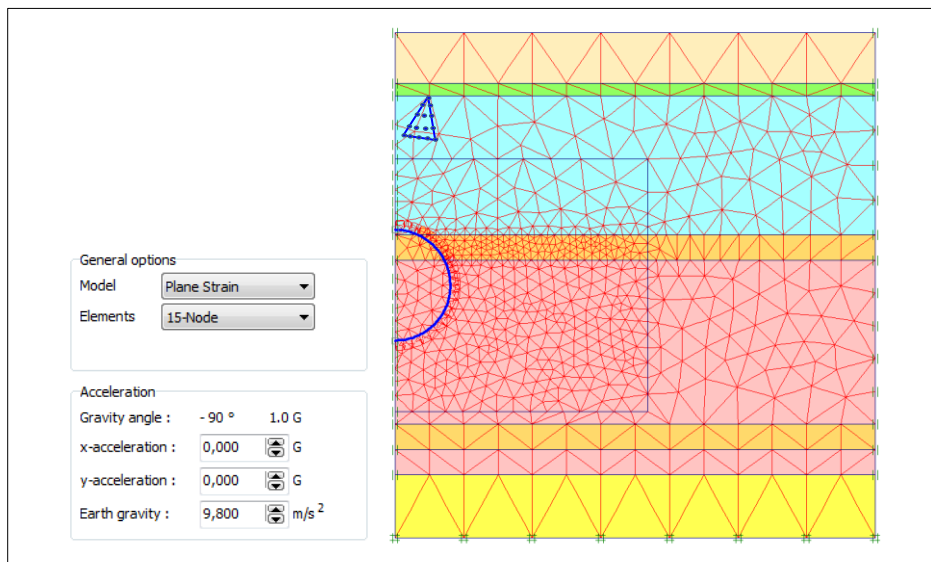 General options
Model Plane Strain
Elements 15-Node
Acceleration
Gravity angle : - 90 ° 1.0 G
x-acceleration : 0,000 G
y-acceleration : 0,000 G
Earth gravity : 9,800 m/s 2